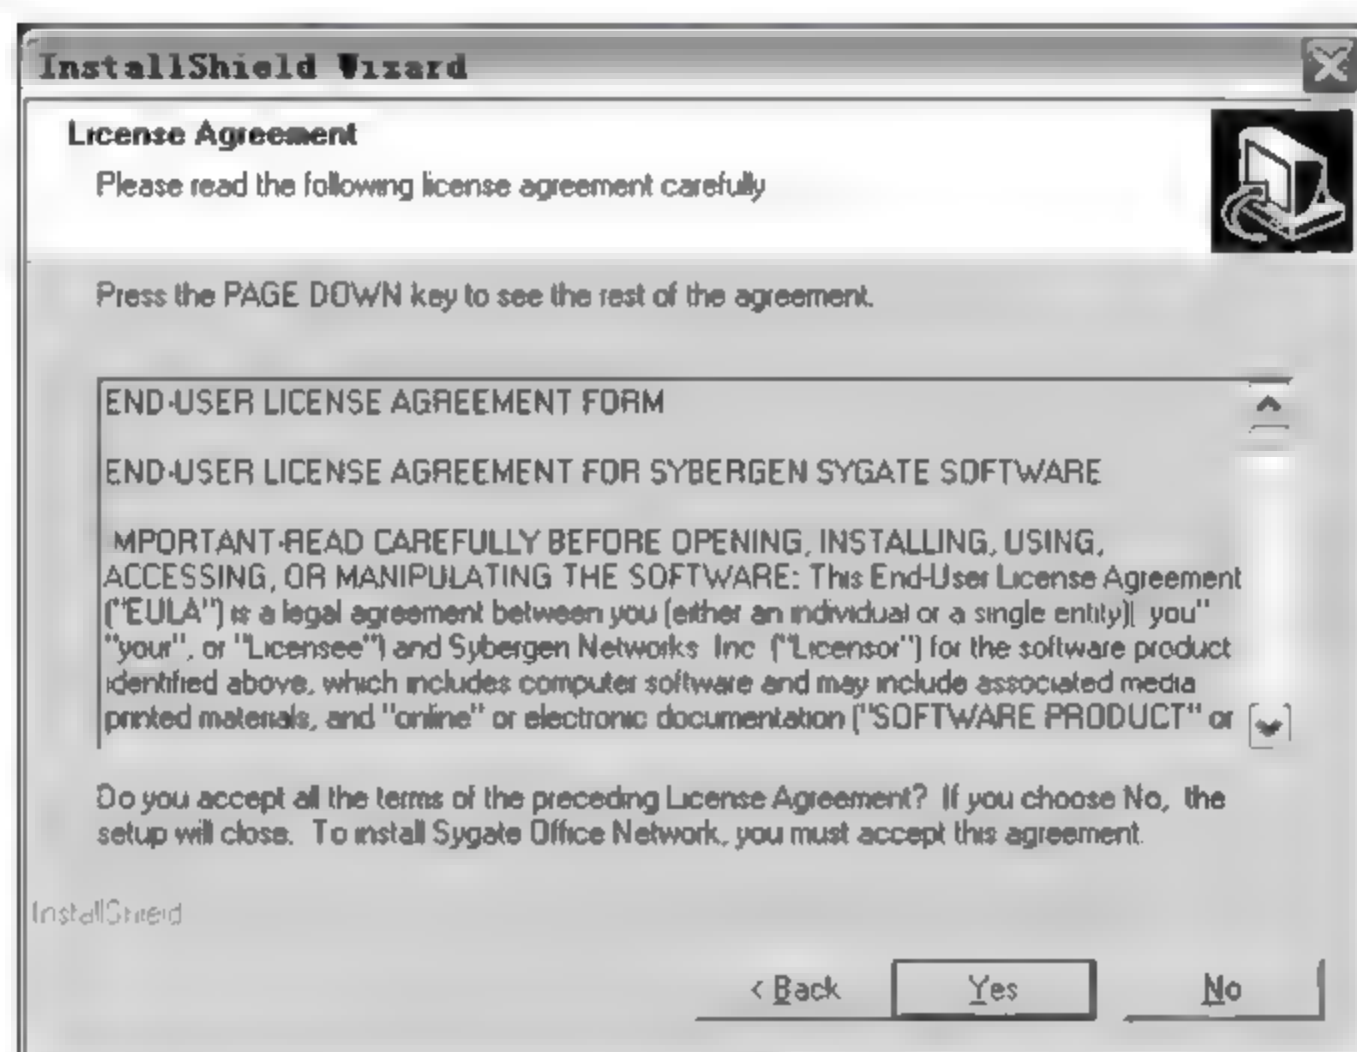 InstallShield Wizard
License Agreement
Please read the following license agreement carefully
Press the PAGE DOWN key to see the rest of the agreement.
END-USER LICENSE AGREEMENT FORM
END-USER LICENSE AGREEMENT FOR SYBERGEN SYGATE SOFTWARE
MPORTANT-READ CAREFULLY BEFORE OPENING, INSTALLING, USING,
ACCESSING, OR MANIPULATING THE SOFTWARE: This End-User License Agreement
("EULA") is a legal agreement between you (either an individual or a single entity)( you"
"your", or "Licensee") and Sybergen Networks Inc ("Licensor") for the software product
identified above, which includes computer software and may include associated media
printed materials, and "online" or electronic documentation ("SOFTWARE PRODUCT" or
Do you accept all the terms of the preceding License Agreement? If you choose No, the
setup will close. To install Sygate Office Network, you must accept this agreement.
InstallShield
< Back Yes No